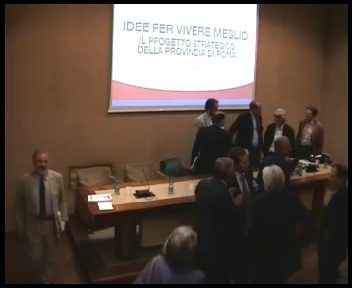 IDEE PER VIVERE MEGLIO
IL PROGETTO STRATEGICO
DELLA PROVINCIA DI ROMA